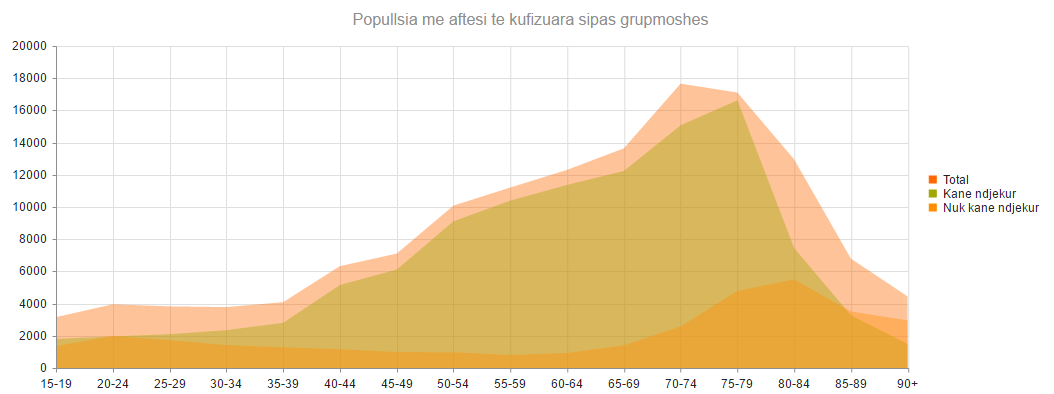 Popullsia me aftesi te kufizuara sipas grupmoshes
20000
18000
16000
14000
12000
10000
8000
6000
4000
2000
0
15-19 20-24 25-29 30-34 35-39 40-44 45-49 50-54 55-59 60-64 65-69 70-74 75-79 80-84 85-89 90+
Total
Kane ndjekur
Nuk kane ndjekur